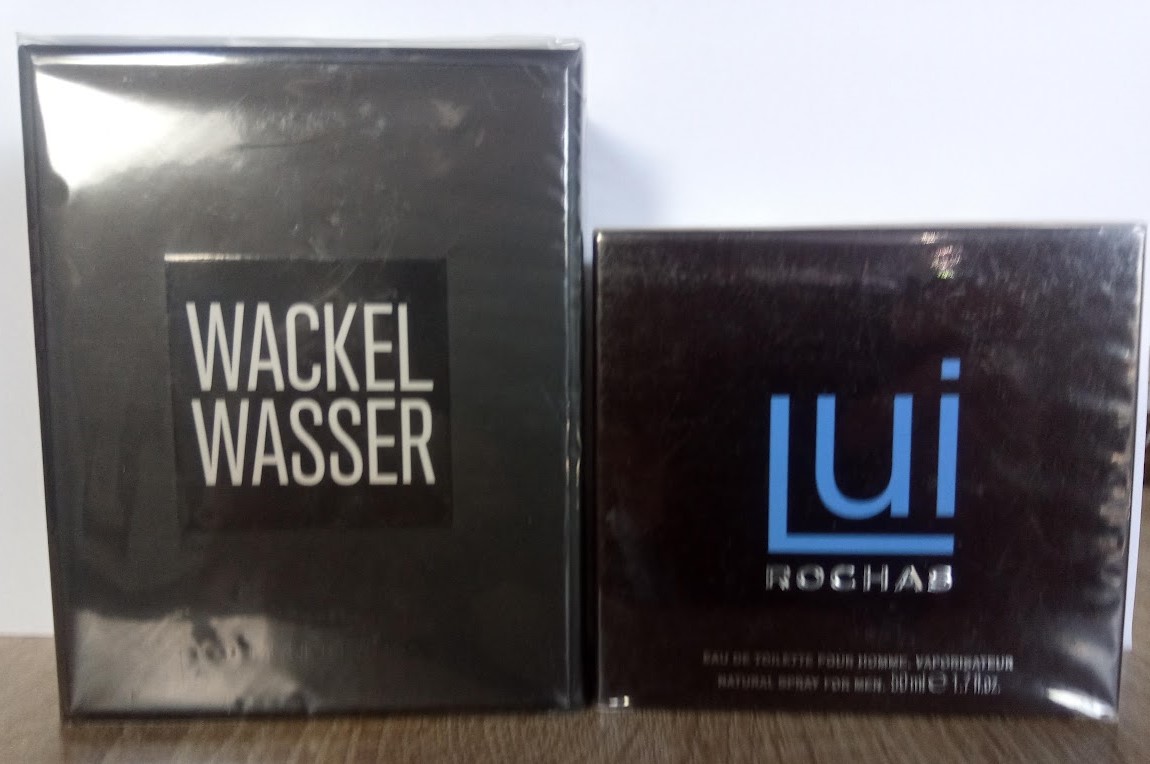 WACKEL
WASSER
Lui
ROCHAS
EAU DE TOILETTE POUR HOMME. VAPORISATEUR
NATURAL SPRAY FOR MEN. 50 ml ℮ 1.7 fl.oz.